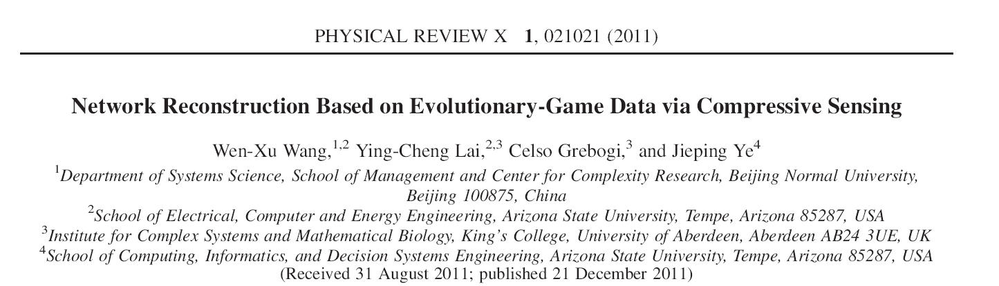 PHYSICAL REVIEW X 1, 021021 (2011)
Network Reconstruction Based on Evolutionary-Game Data via Compressive Sensing
Wen-Xu Wang,1,2 Ying-Cheng Lai,2,3 Celso Grebogi,3 and Jieping Ye4
1Department of Systems Science, School of Management and Center for Complexity Research, Beijing Normal University,
Beijing 100875, China
2School of Electrical, Computer and Energy Engineering, Arizona State University, Tempe, Arizona 85287, USA
3Institute for Complex Systems and Mathematical Biology, King's College, University of Aberdeen, Aberdeen AB24 3UE, UK
4School of Computing, Informatics, and Decision Systems Engineering, Arizona State University, Tempe, Arizona 85287, USA
(Received 31 August 2011; published 21 December 2011)